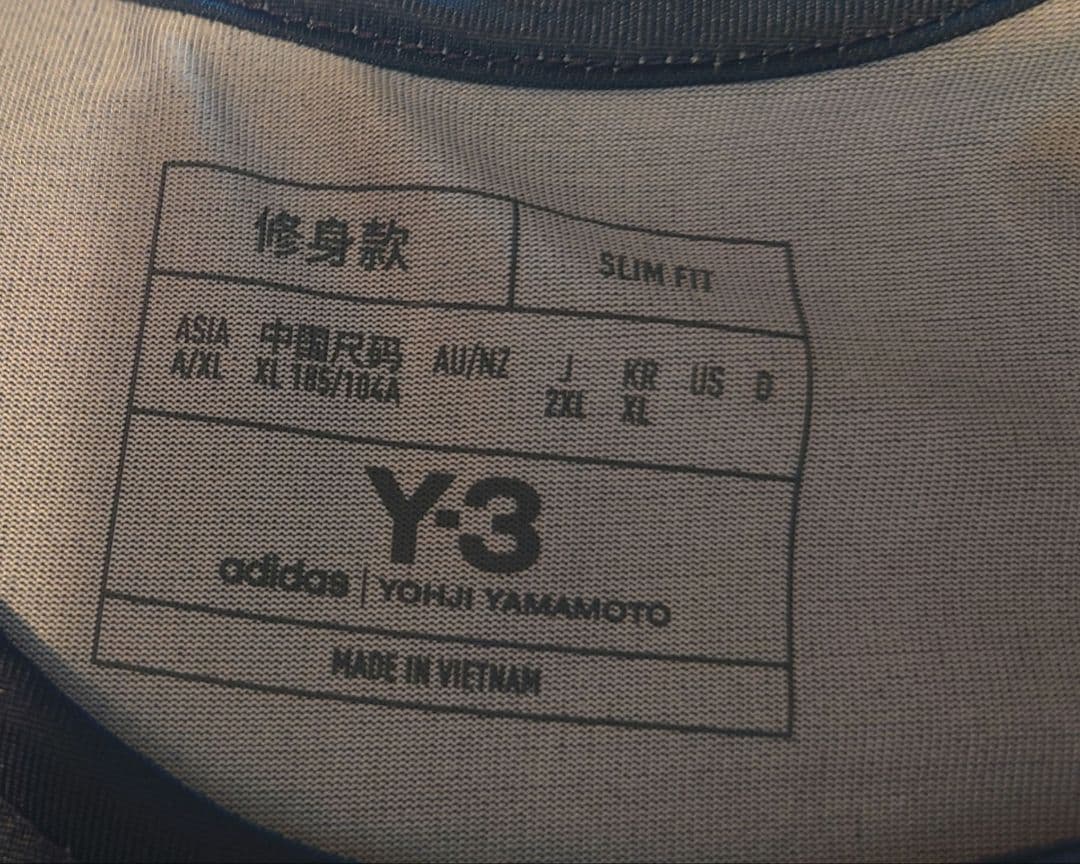 修身款 SLIM FIT
ASIA 中国尺码 AU/NZ J KR US D
A/XL XL 185/104A 2XL XL
Y-3
adidas | YOHJI YAMAMOTO
MADE IN VIETNAM